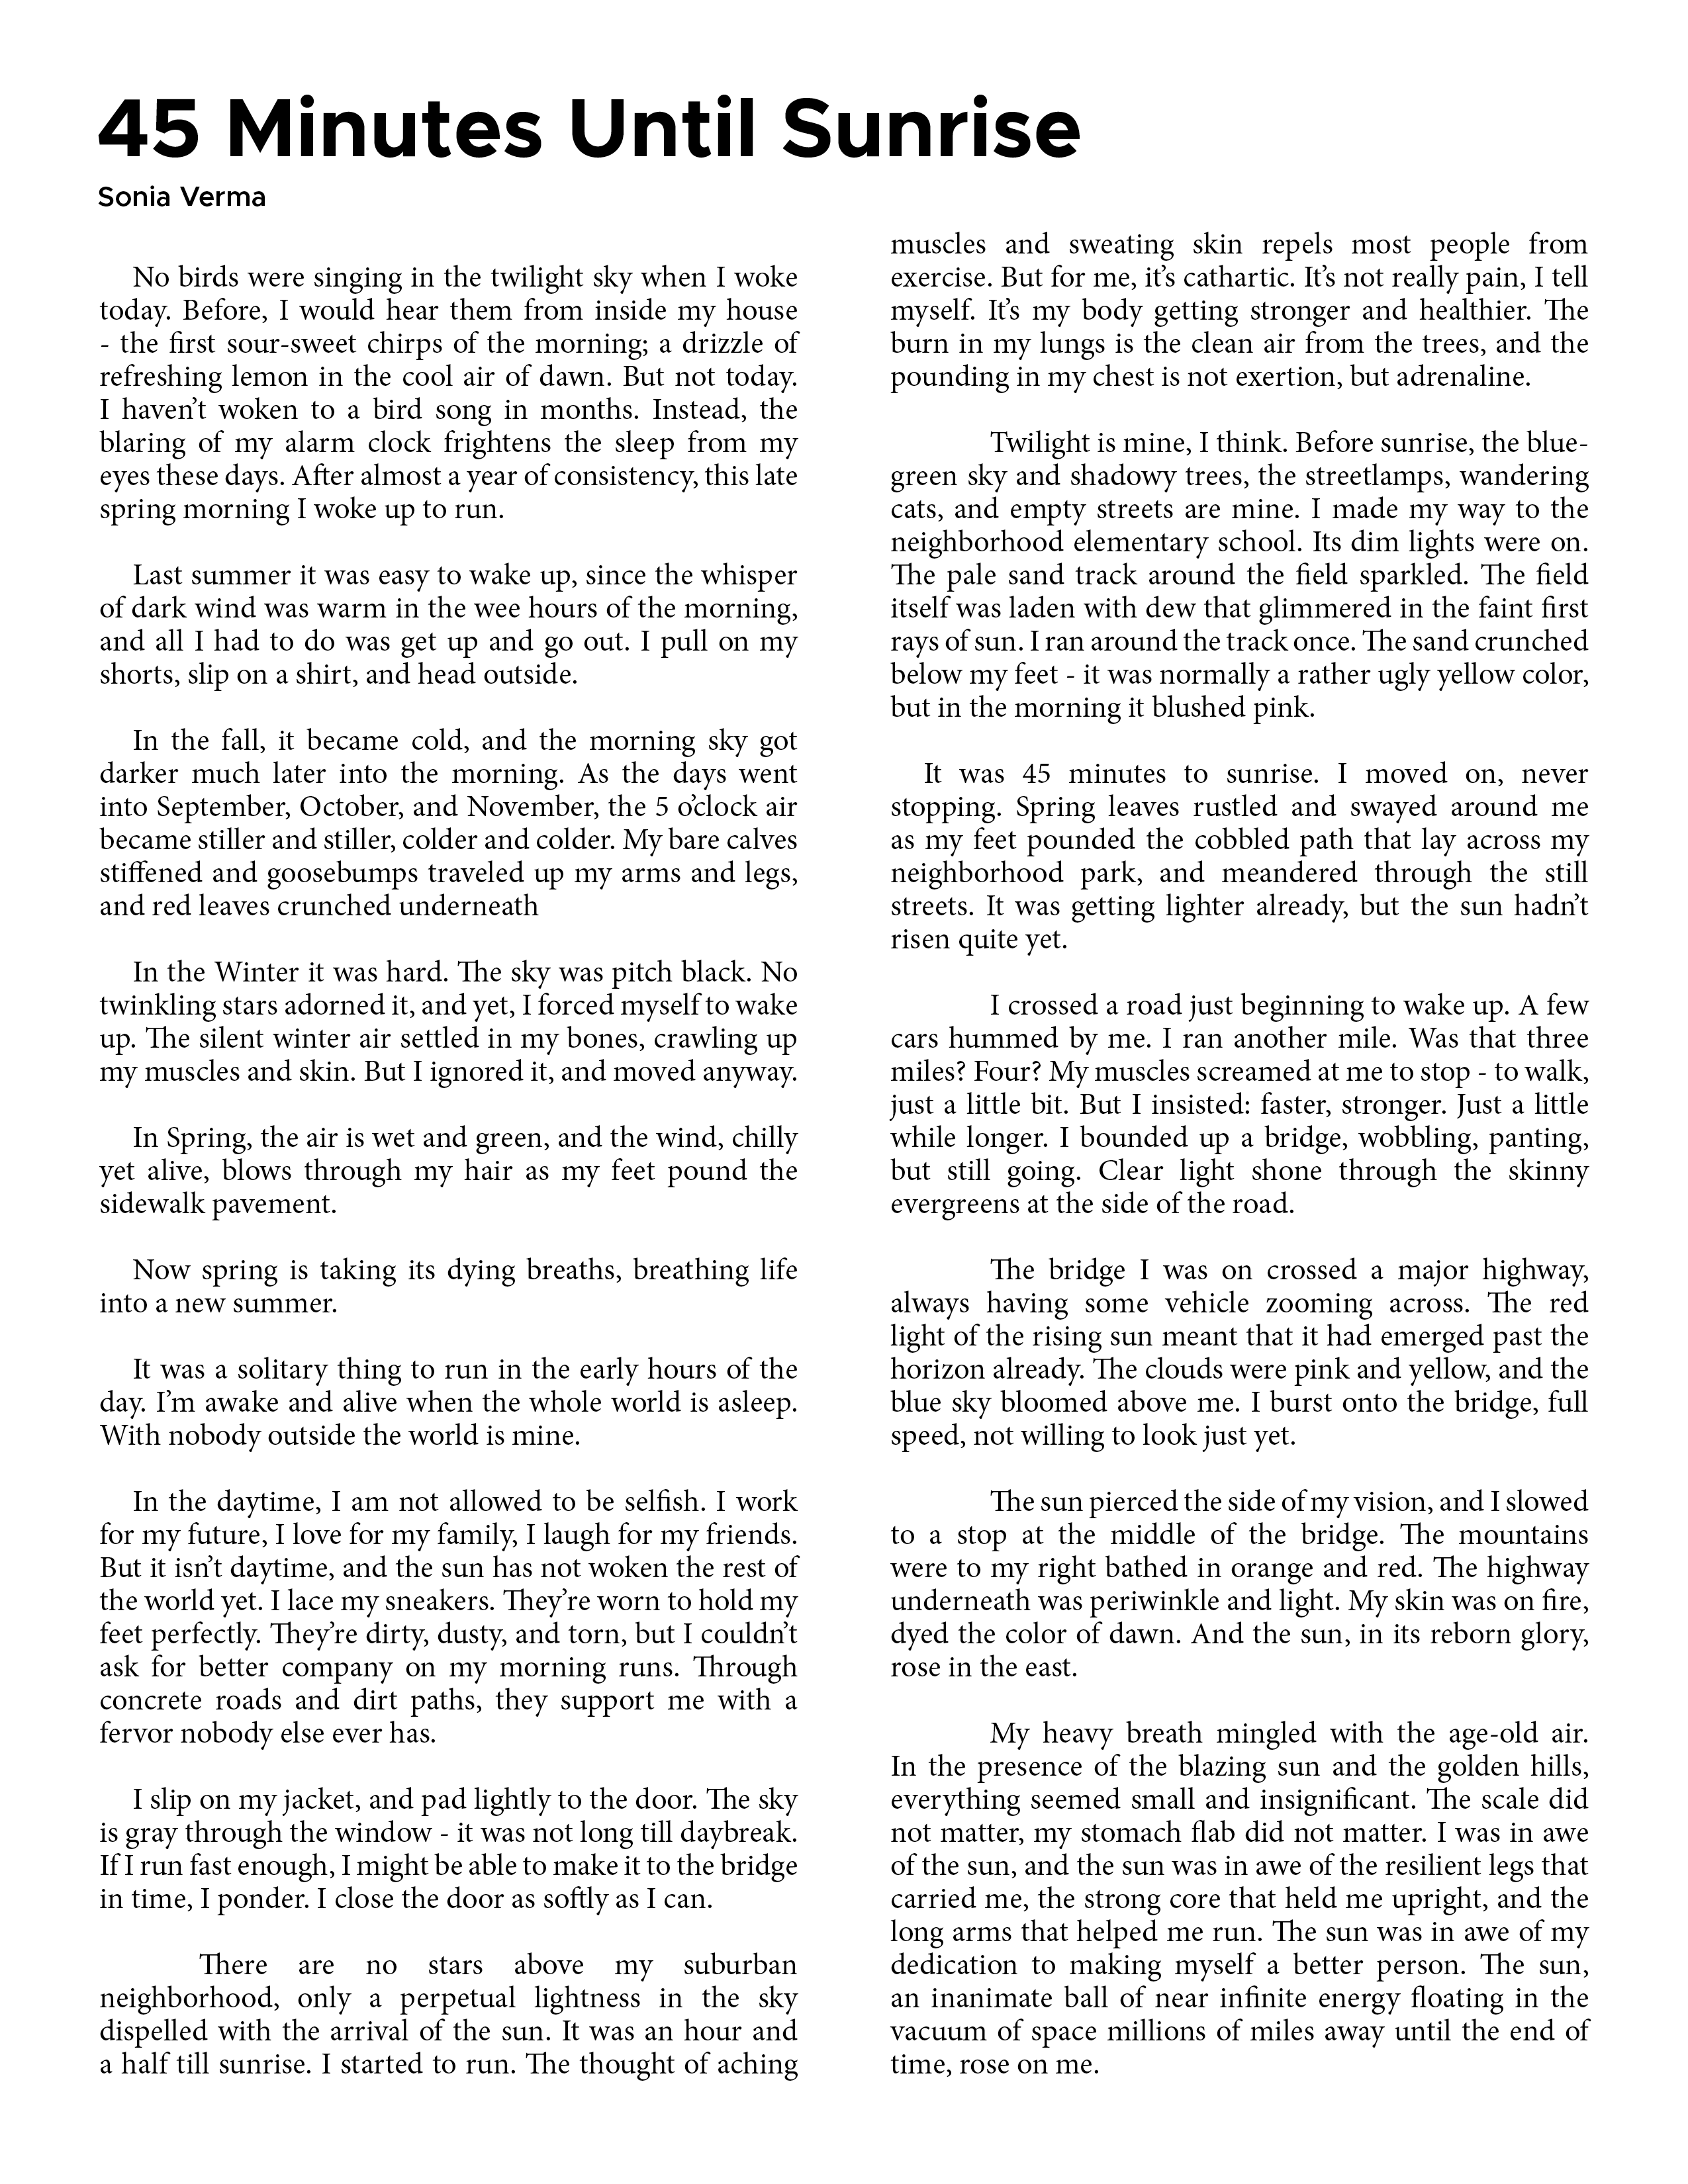 45 Minutes Until Sunrise
Sonia Verma
No birds were singing in the twilight sky when I woke
today. Before, I would hear them from inside my house
- the first sour-sweet chirps of the morning; a drizzle of
refreshing lemon in the cool air of dawn. But not today.
I haven’t woken to a bird song in months. Instead, the
blaring of my alarm clock frightens the sleep from my
eyes these days. After almost a year of consistency, this late
spring morning I woke up to run.
Last summer it was easy to wake up, since the whisper
of dark wind was warm in the wee hours of the morning,
and all I had to do was get up and go out. I pull on my
shorts, slip on a shirt, and head outside.
In the fall, it became cold, and the morning sky got
darker much later into the morning. As the days went
into September, October, and November, the 5 o’clock air
became stiller and stiller, colder and colder. My bare calves
stiffened and goosebumps traveled up my arms and legs,
and red leaves crunched underneath
In the Winter it was hard. The sky was pitch black. No
twinkling stars adorned it, and yet, I forced myself to wake
up. The silent winter air settled in my bones, crawling up
my muscles and skin. But I ignored it, and moved anyway.
In Spring, the air is wet and green, and the wind, chilly
yet alive, blows through my hair as my feet pound the
sidewalk pavement.
Now spring is taking its dying breaths, breathing life
into a new summer.
It was a solitary thing to run in the early hours of the
day. I’m awake and alive when the whole world is asleep.
With nobody outside the world is mine.
In the daytime, I am not allowed to be selfish. I work
for my future, I love for my family, I laugh for my friends.
But it isn’t daytime, and the sun has not woken the rest of
the world yet. I lace my sneakers. They’re worn to hold my
feet perfectly. They’re dirty, dusty, and torn, but I couldn’t
ask for better company on my morning runs. Through
concrete roads and dirt paths, they support me with a
fervor nobody else ever has.
I slip on my jacket, and pad lightly to the door. The sky
is gray through the window - it was not long till daybreak.
If I run fast enough, I might be able to make it to the bridge
in time, I ponder. I close the door as softly as I can.
There are no stars above my suburban
neighborhood, only a perpetual lightness in the sky
dispelled with the arrival of the sun. It was an hour and
a half till sunrise. I started to run. The thought of aching
muscles and sweating skin repels most people from
exercise. But for me, it’s cathartic. It’s not really pain, I tell
myself. It’s my body getting stronger and healthier. The
burn in my lungs is the clean air from the trees, and the
pounding in my chest is not exertion, but adrenaline.
Twilight is mine, I think. Before sunrise, the blue-
green sky and shadowy trees, the streetlamps, wandering
cats, and empty streets are mine. I made my way to the
neighborhood elementary school. Its dim lights were on.
The pale sand track around the field sparkled. The field
itself was laden with dew that glimmered in the faint first
rays of sun. I ran around the track once. The sand crunched
below my feet - it was normally a rather ugly yellow color,
but in the morning it blushed pink.
It was 45 minutes to sunrise. I moved on, never
stopping. Spring leaves rustled and swayed around me
as my feet pounded the cobbled path that lay across my
neighborhood park, and meandered through the still
streets. It was getting lighter already, but the sun hadn’t
risen quite yet.
I crossed a road just beginning to wake up. A few
cars hummed by me. I ran another mile. Was that three
miles? Four? My muscles screamed at me to stop - to walk,
just a little bit. But I insisted: faster, stronger. Just a little
while longer. I bounded up a bridge, wobbling, panting,
but still going. Clear light shone through the skinny
evergreens at the side of the road.
The bridge I was on crossed a major highway,
always having some vehicle zooming across. The red
light of the rising sun meant that it had emerged past the
horizon already. The clouds were pink and yellow, and the
blue sky bloomed above me. I burst onto the bridge, full
speed, not willing to look just yet.
The sun pierced the side of my vision, and I slowed
to a stop at the middle of the bridge. The mountains
were to my right bathed in orange and red. The highway
underneath was periwinkle and light. My skin was on fire,
dyed the color of dawn. And the sun, in its reborn glory,
rose in the east.
My heavy breath mingled with the age-old air.
In the presence of the blazing sun and the golden hills,
everything seemed small and insignificant. The scale did
not matter, my stomach flab did not matter. I was in awe
of the sun, and the sun was in awe of the resilient legs that
carried me, the strong core that held me upright, and the
long arms that helped me run. The sun was in awe of my
dedication to making myself a better person. The sun,
an inanimate ball of near infinite energy floating in the
vacuum of space millions of miles away until the end of
time, rose on me.